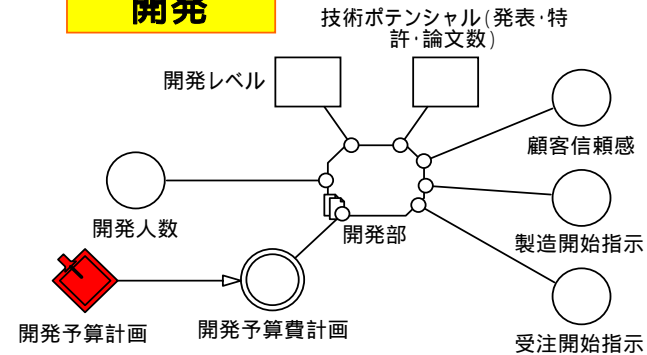 開発
技術ポテンシャル(発表･特
許･論文数)
開発レベル
顧客信頼感
開発人数
開発部
製造開始指示
開発予算計画
開発予算費計画
受注開始指示